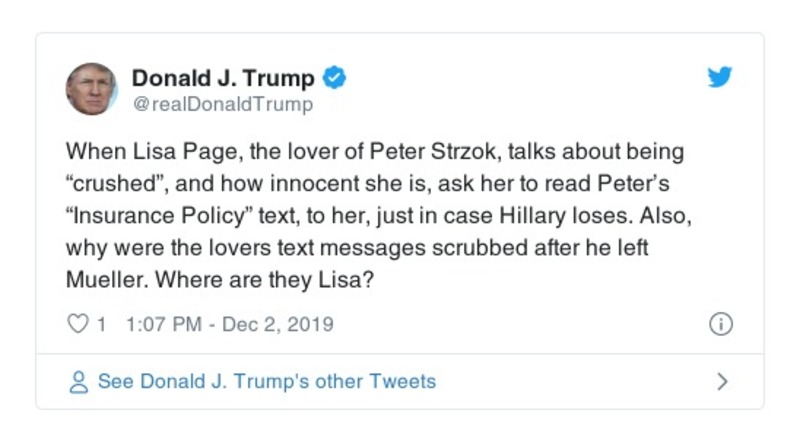 Donald J. Trump
@realDonaldTrump
When Lisa Page, the lover of Peter Strzok, talks about being
“crushed”, and how innocent she is, ask her to read Peter’s
“Insurance Policy” text, to her, just in case Hillary loses. Also,
why were the lovers text messages scrubbed after he left
Mueller. Where are they Lisa?
1 1:07 PM - Dec 2, 2019
See Donald J. Trump's other Tweets